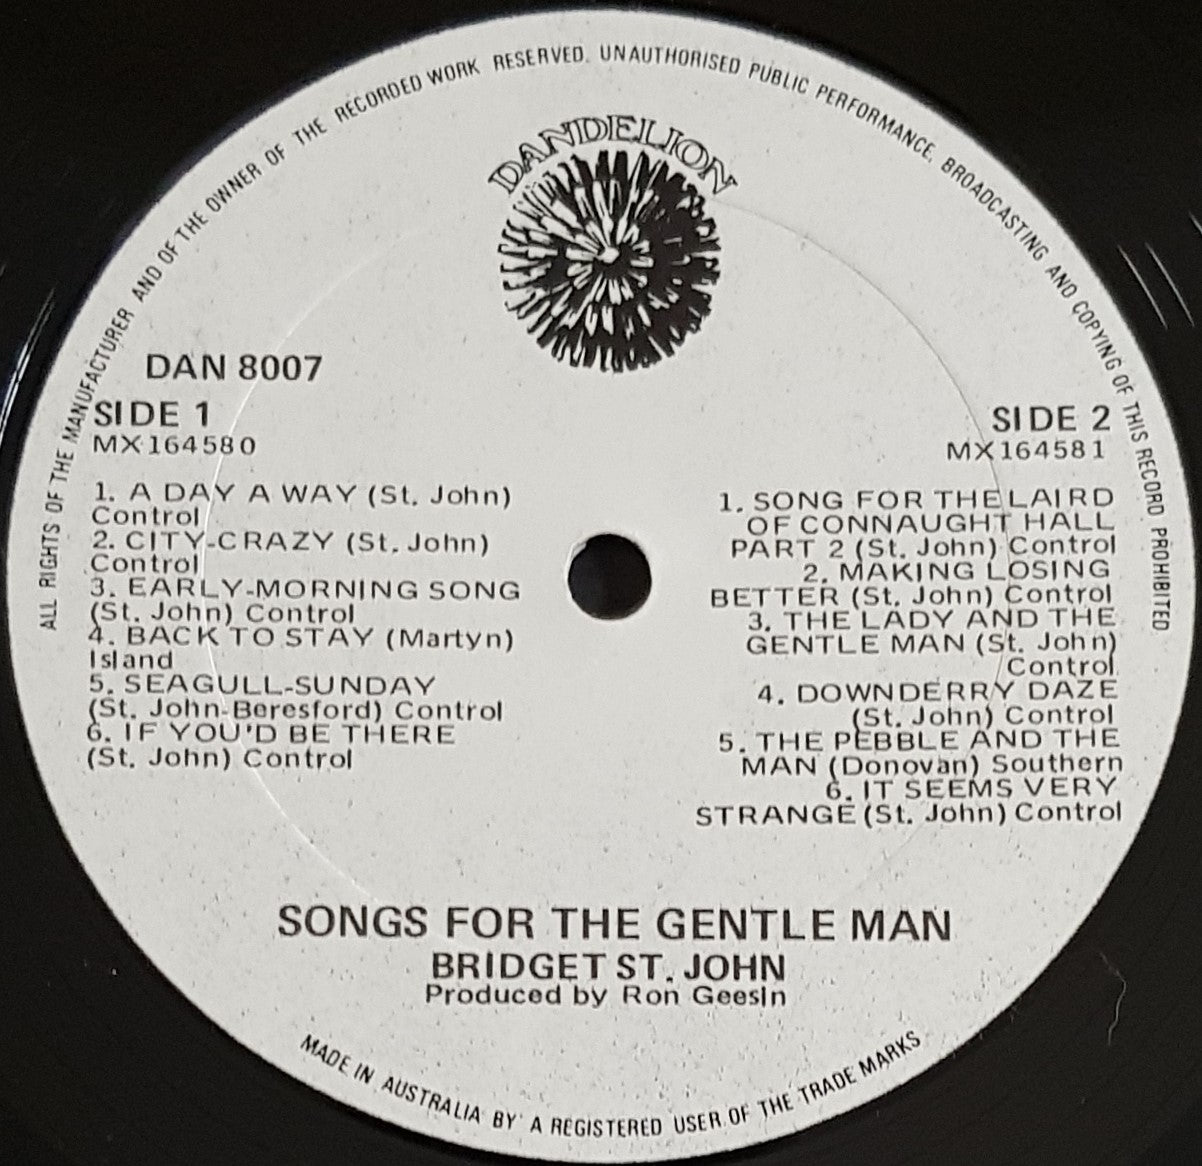 ALL RIGHTS OF THE MANUFACTURER AND OF THE OWNER OF THE RECORDED WORK RESERVED. UNAUTHORISED PUBLIC PERFORMANCE, BROADCASTING AND COPYING OF THIS RECORD PROHIBITED
DANDELION
DAN 8007
SIDE 1
MX164580
1. A DAY A WAY (St. John)
Control
2. CITY-CRAZY (St. John)
Control
3. EARLY-MORNING SONG
(St. John) Control
4. BACK TO STAY (Martyn)
Island
5. SEAGULL-SUNDAY
(St. John-Beresford) Control
6. IF YOU'D BE THERE
(St. John) Control
SIDE 2
MX164581
1. SONG FOR THE LAIRD
OF CONNAUGHT HALL
PART 2 (St. John) Control
2. MAKING LOSING
BETTER (St. John) Control
3. THE LADY AND THE
GENTLE MAN (St. John)
Control
4. DOWNDERRY DAZE
(St. John) Control
5. THE PEBBLE AND THE
MAN (Donovan) Southern
6. IT SEEMS VERY
STRANGE (St. John) Control
SONGS FOR THE GENTLE MAN
BRIDGET ST. JOHN
Produced by Ron Geesin
MADE IN AUSTRALIA BY A REGISTERED USER OF THE TRADE MARKS